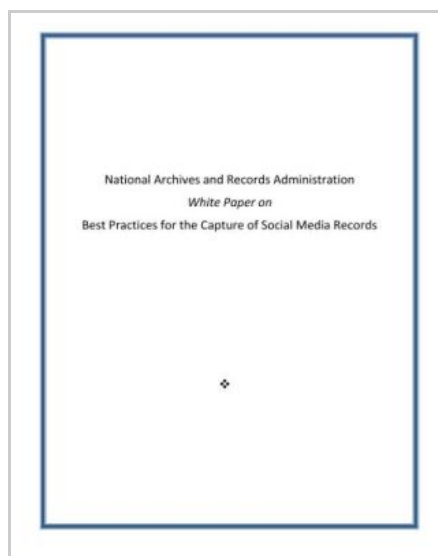 National Archives and Records Administration
White Paper on
Best Practices for the Capture of Social Media Records